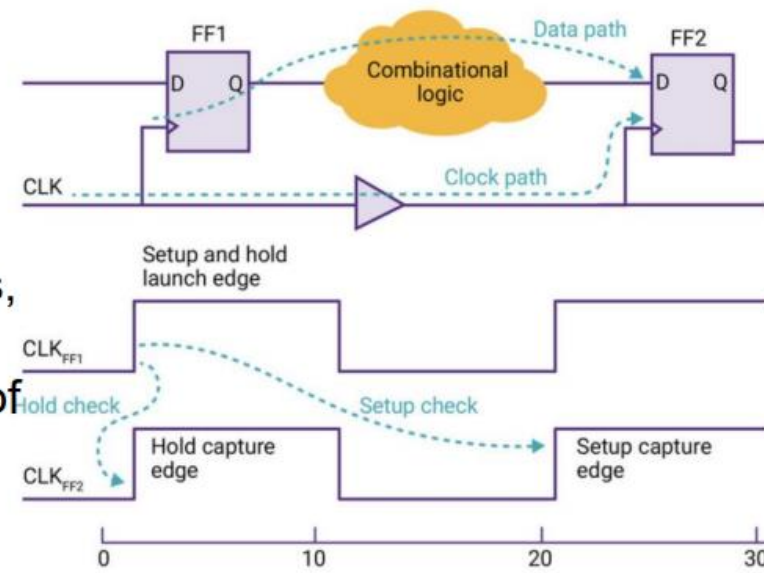 FF1
Data path
FF2
D
Q
Combinational
logic
D
Q
CLK
Clock path
Setup and hold
launch edge
s,
CLKFF1
of
Hold check
Setup check
Hold capture
edge
Setup capture
edge
CLKFF2
0
10
20
30